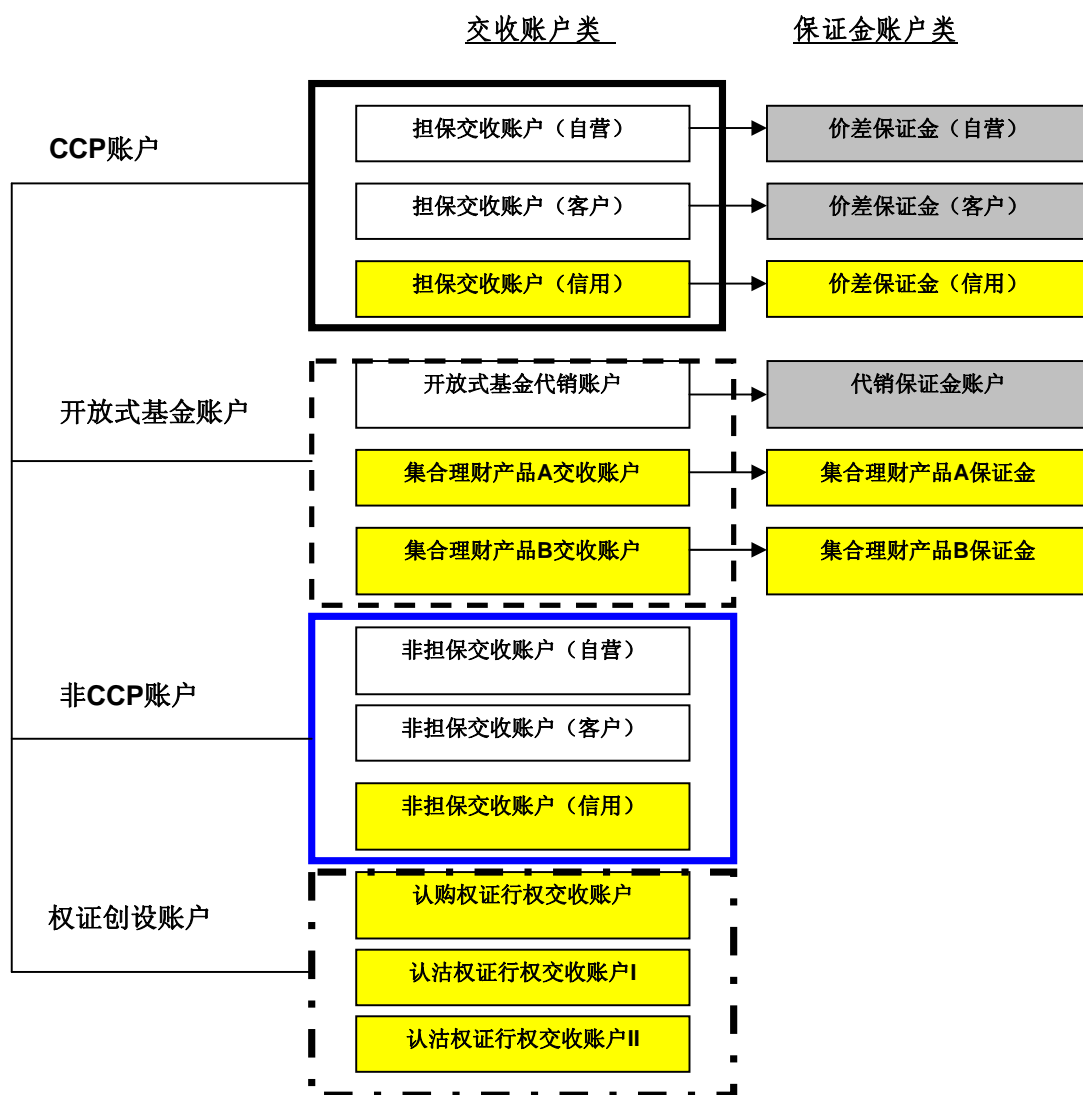 交收账户类
保证金账户类
CCP账户
担保交收账户（自营）
价差保证金（自营）
担保交收账户（客户）
价差保证金（客户）
担保交收账户（信用）
价差保证金（信用）
开放式基金账户
开放式基金代销账户
代销保证金账户
集合理财产品A交收账户
集合理财产品A保证金
集合理财产品B交收账户
集合理财产品B保证金
非CCP账户
非担保交收账户（自营）
非担保交收账户（客户）
非担保交收账户（信用）
权证创设账户
认购权证行权交收账户
认沽权证行权交收账户I
认沽权证行权交收账户II